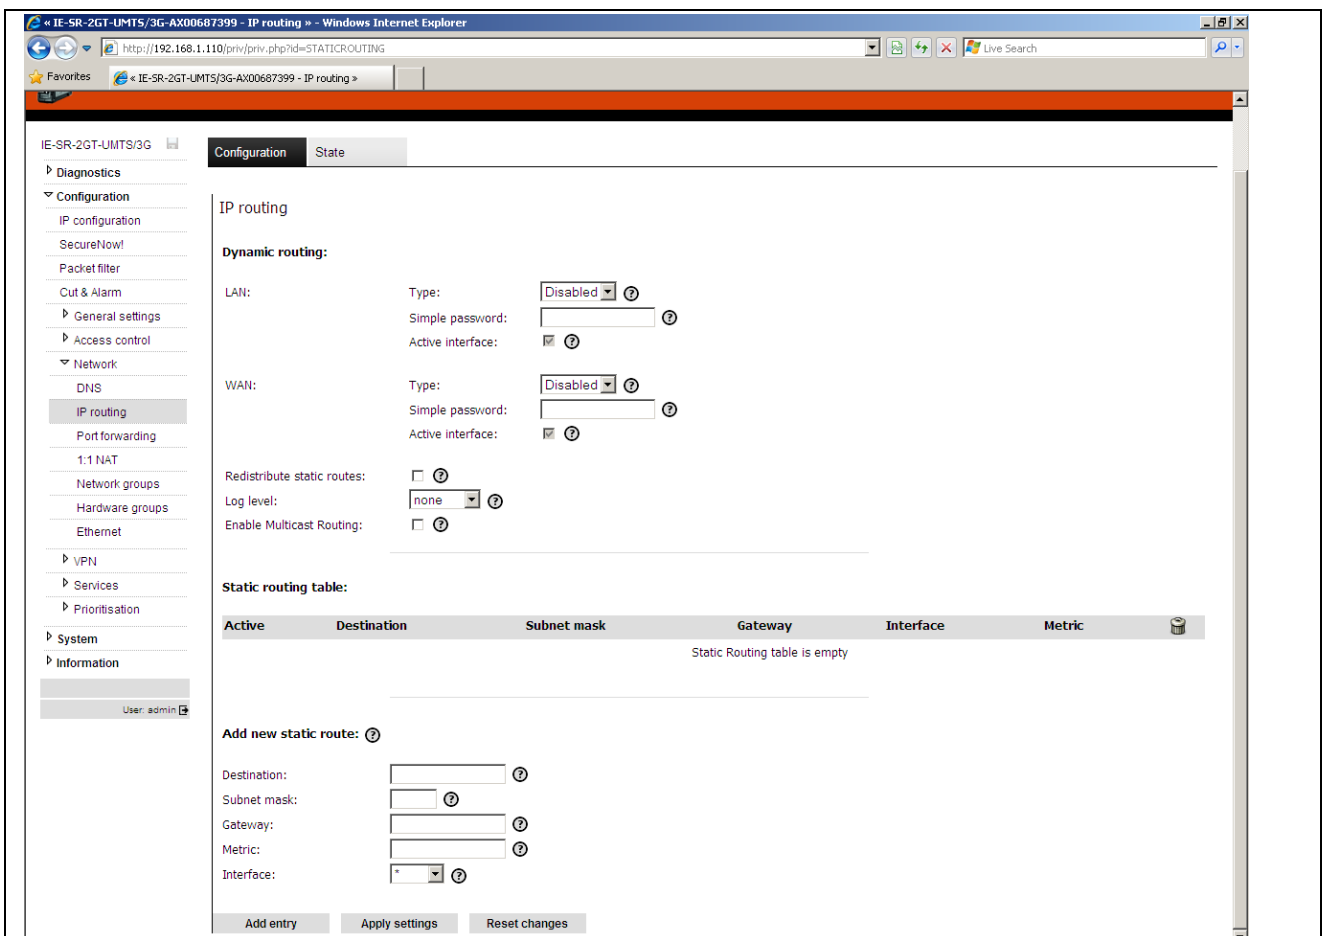 « IE-SR-2GT-UMTS/3G-AX00687399 - IP routing » - Windows Internet Explorer
http://192.168.1.110/priv/priv.php?id=STATICROUTING
Live Search
Favorites
« IE-SR-2GT-UMTS/3G-AX00687399 - IP routing »
IE-SR-2GT-UMTS/3G
Diagnostics
Configuration
IP configuration
SecureNow!
Packet filter
Cut & Alarm
General settings
Access control
Network
DNS
IP routing
Port forwarding
1:1 NAT
Network groups
Hardware groups
Ethernet
VPN
Services
Prioritisation
System
Information
User: admin
Configuration State
IP routing
Dynamic routing:
LAN: Type: Disabled ?
Simple password: ?
Active interface: ?
WAN: Type: Disabled ?
Simple password: ?
Active interface: ?
Redistribute static routes: ?
Log level: none ?
Enable Multicast Routing: ?
Static routing table:
Active Destination Subnet mask Gateway Interface Metric
Static Routing table is empty
Add new static route: ?
Destination: ?
Subnet mask: ?
Gateway: ?
Metric: ?
Interface: * ?
Add entry Apply settings Reset changes